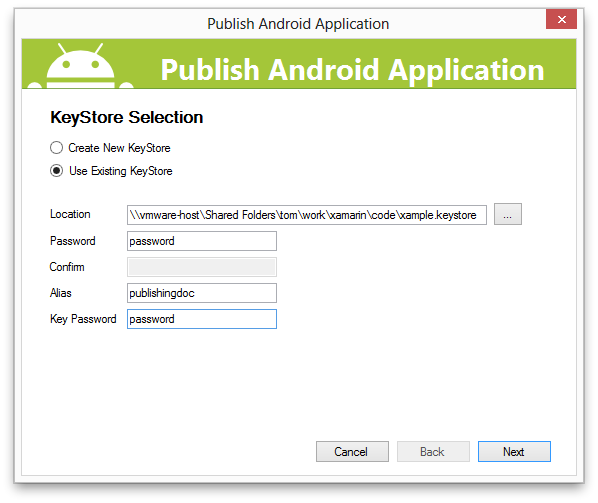 Publish Android Application
Publish Android Application
KeyStore Selection
Create New KeyStore
Use Existing KeyStore
Location \\vmware-host\Shared Folders\tom\work\xamarin\code\xample.keystore ...
Password password
Confirm
Alias publishingdoc
Key Password password
Cancel Back Next